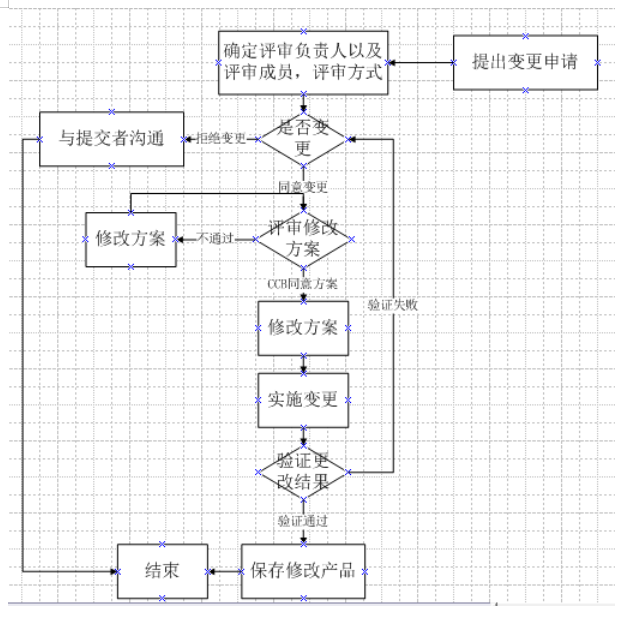 确定评审负责人以及
评审成员，评审方式
提出变更申请
与提交者沟通
拒绝变更
是否变
更
同意变更
修改方案
不通过
评审修改
方案
CCB同意方案
修改方案
验证失败
实施变更
验证更
改结果
验证通过
结束
保存修改产品